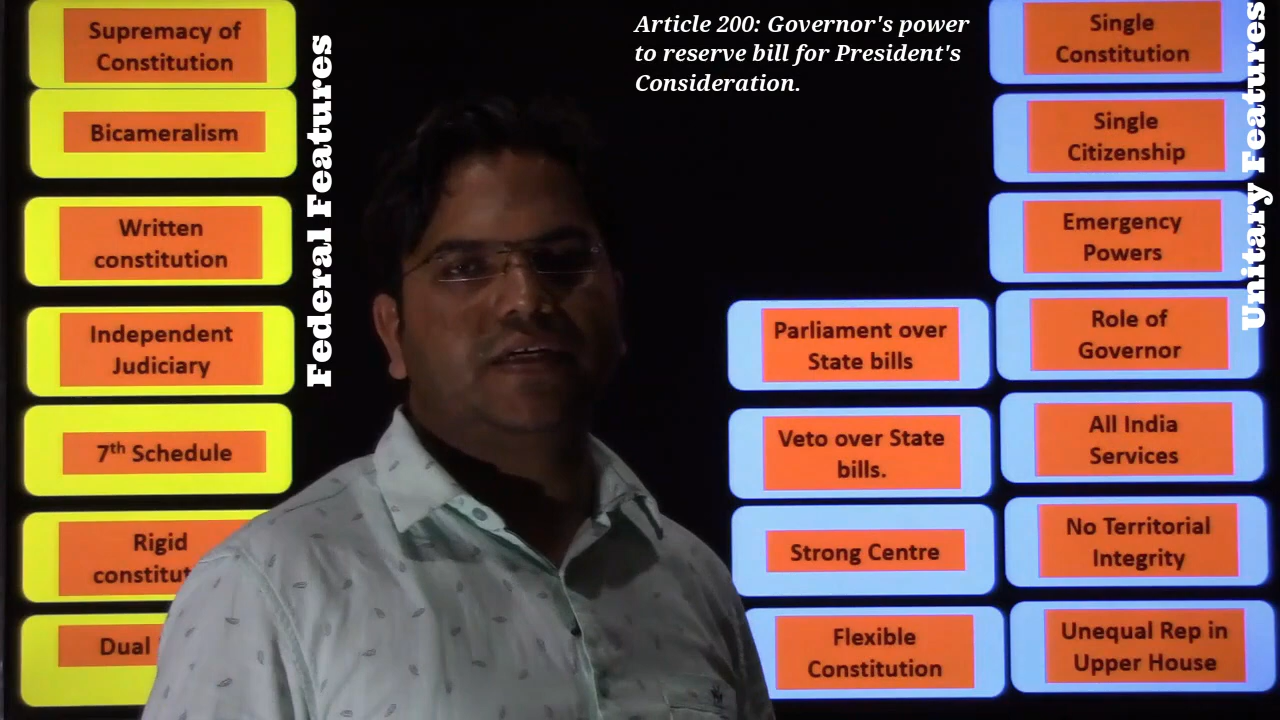 Supremacy of
Constitution
Bicameralism
Written
constitution
Independent
Judiciary
7th Schedule
Rigid
Dual
Federal Features
Article 200: Governor's power
to reserve bill for President's
Consideration.
Parliament over
State bills
Veto over State
bills.
Strong Centre
Flexible
Constitution
Single
Constitution
Single
Citizenship
Emergency
Powers
Role of
Governor
All India
Services
No Territorial
Integrity
Unequal Rep in
Upper House
Unitary Features